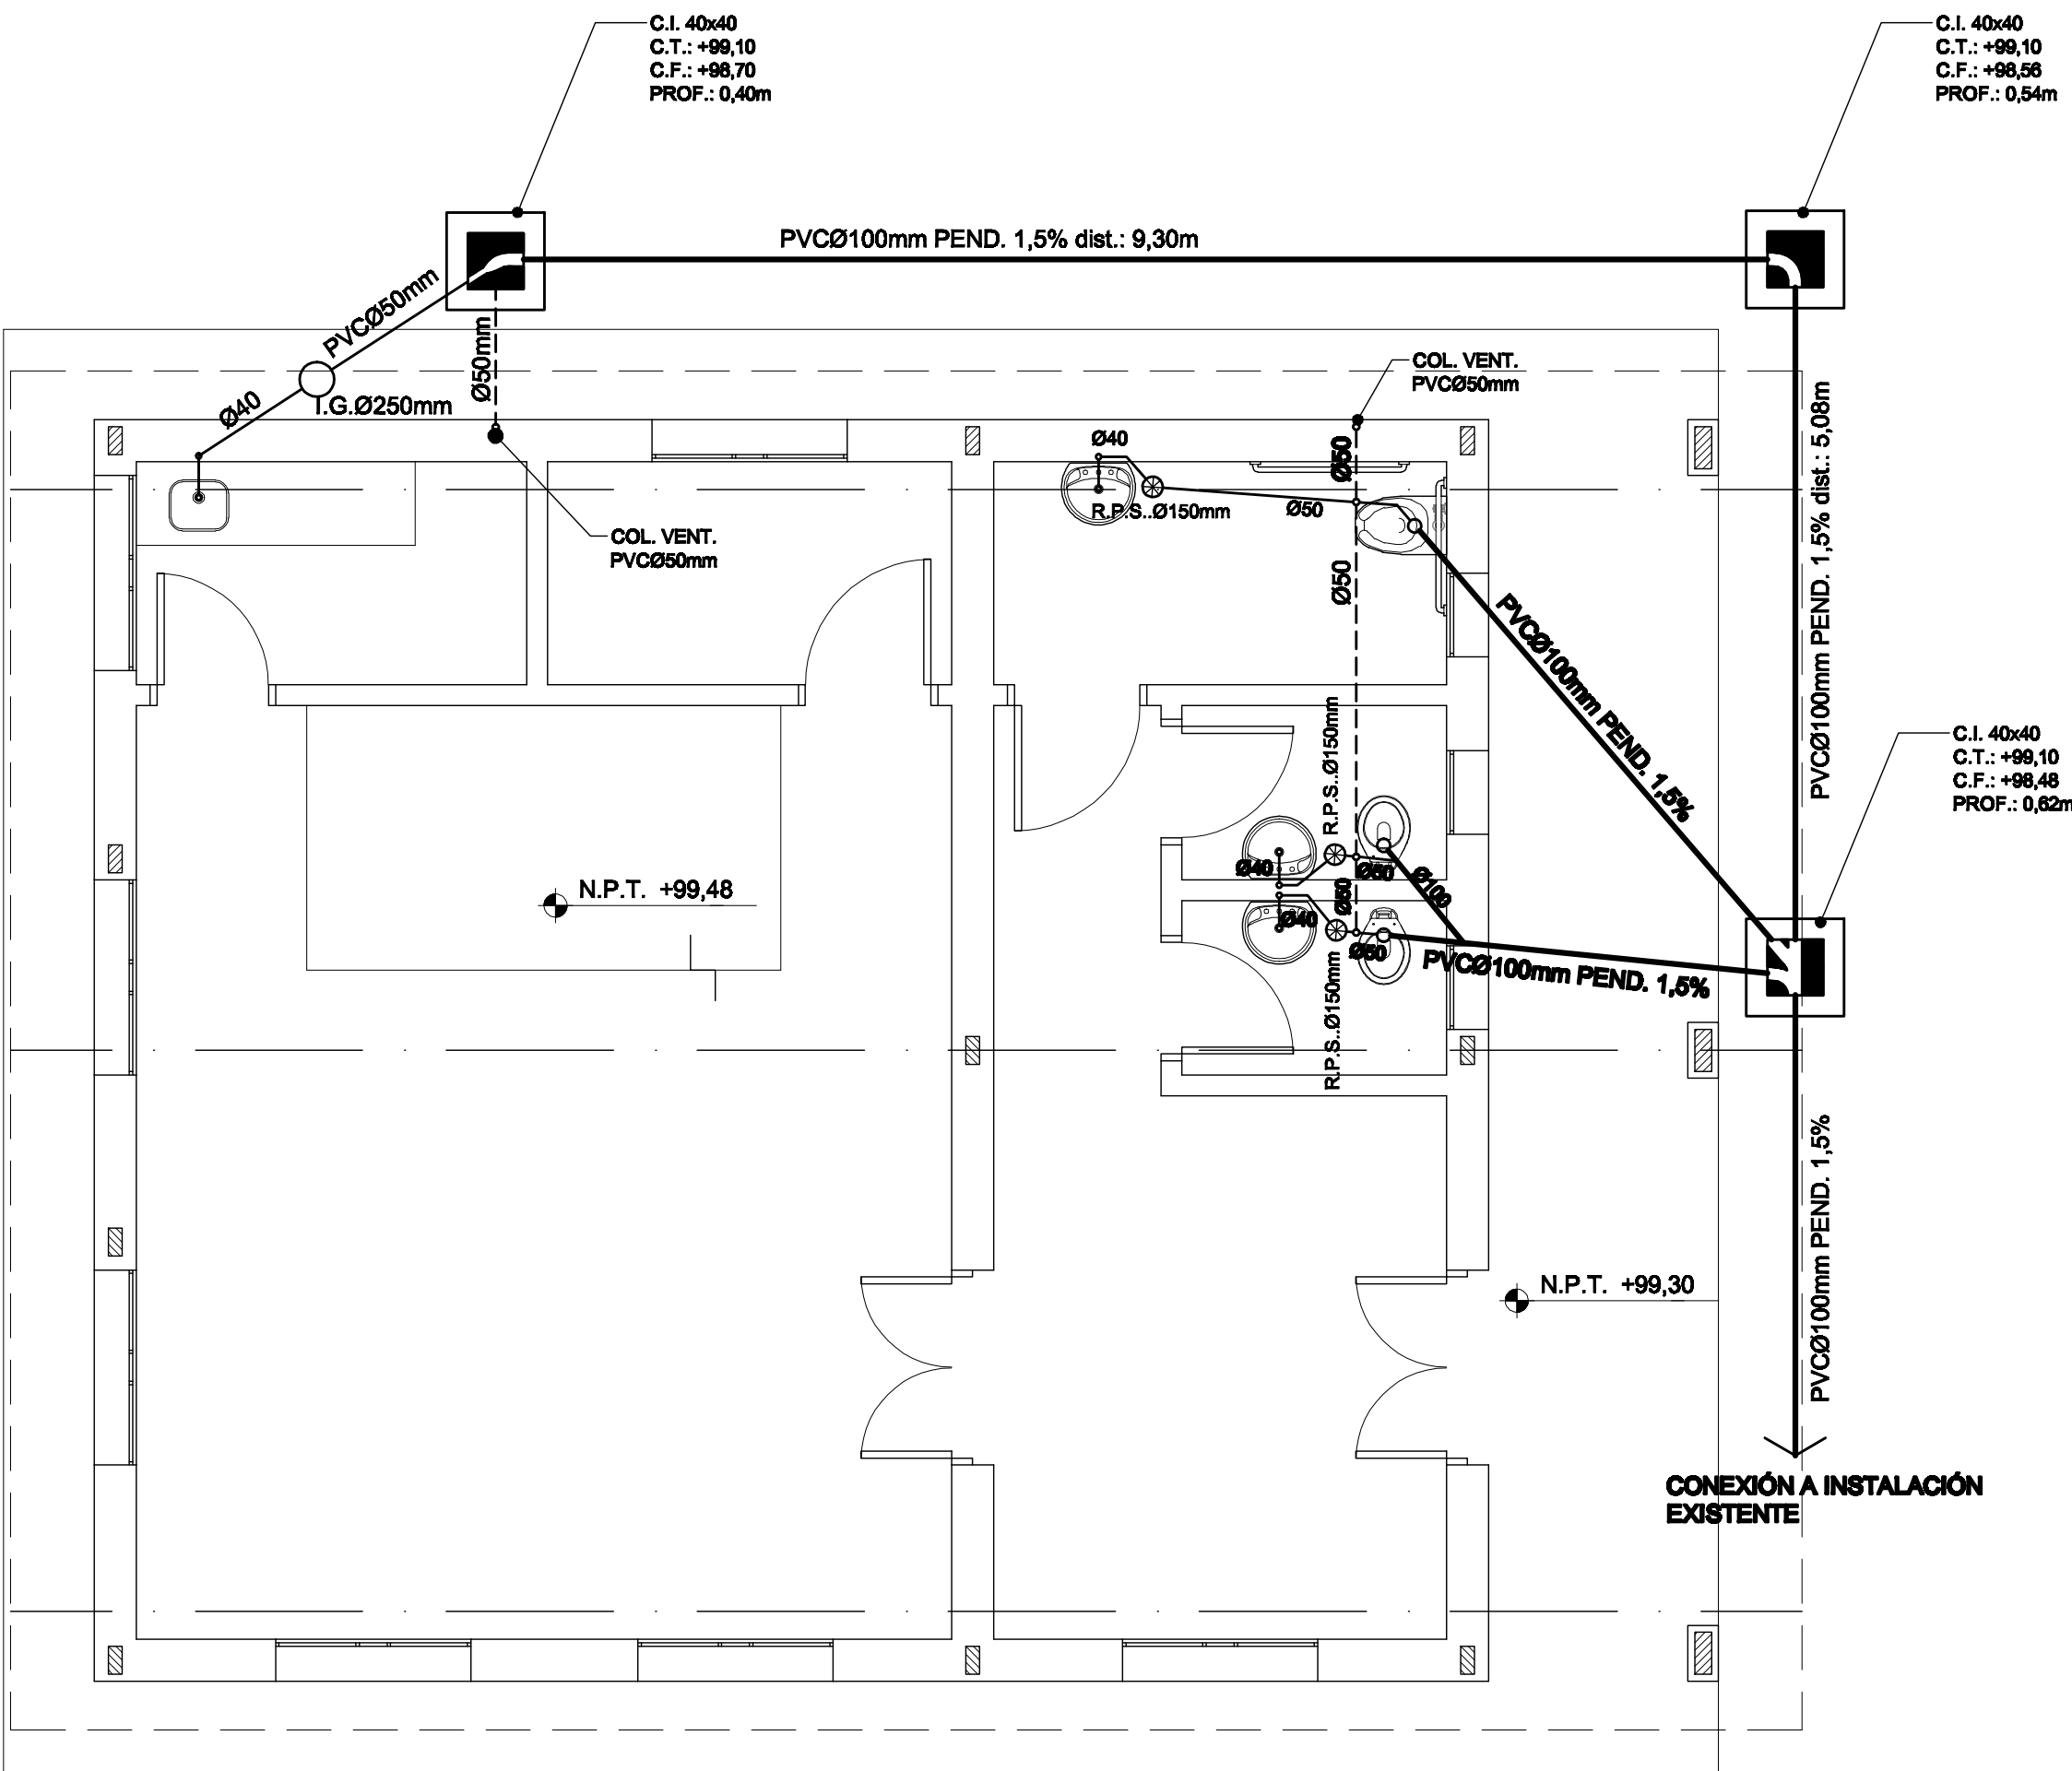 C.I. 40x40
C.T.: +99,10
C.F.: +98,70
PROF.: 0,40m
C.I. 40x40
C.T.: +99,10
C.F.: +98,56
PROF.: 0,54m
PVCØ100mm PEND. 1,5% dist.: 9,30m
PVCØ50mm
Ø50mm
Ø40
I.G.Ø250mm
COL. VENT.
PVCØ50mm
COL. VENT.
PVCØ50mm
Ø40
R.P.S..Ø150mm
Ø50
Ø50
Ø50
PVCØ100mm PEND. 1,5% dist.: 5,08m
PVCØ100mm PEND. 1,5%
C.I. 40x40
C.T.: +99,10
C.F.: +98,48
PROF.: 0,62m
R.P.S..Ø150mm
Ø40
Ø50
Ø100
Ø50
Ø40
Ø50
N.P.T. +99,48
PVCØ100mm PEND. 1,5%
R.P.S..Ø150mm
PVCØ100mm PEND. 1,5%
N.P.T. +99,30
CONEXIÓN A INSTALACIÓN
EXISTENTE